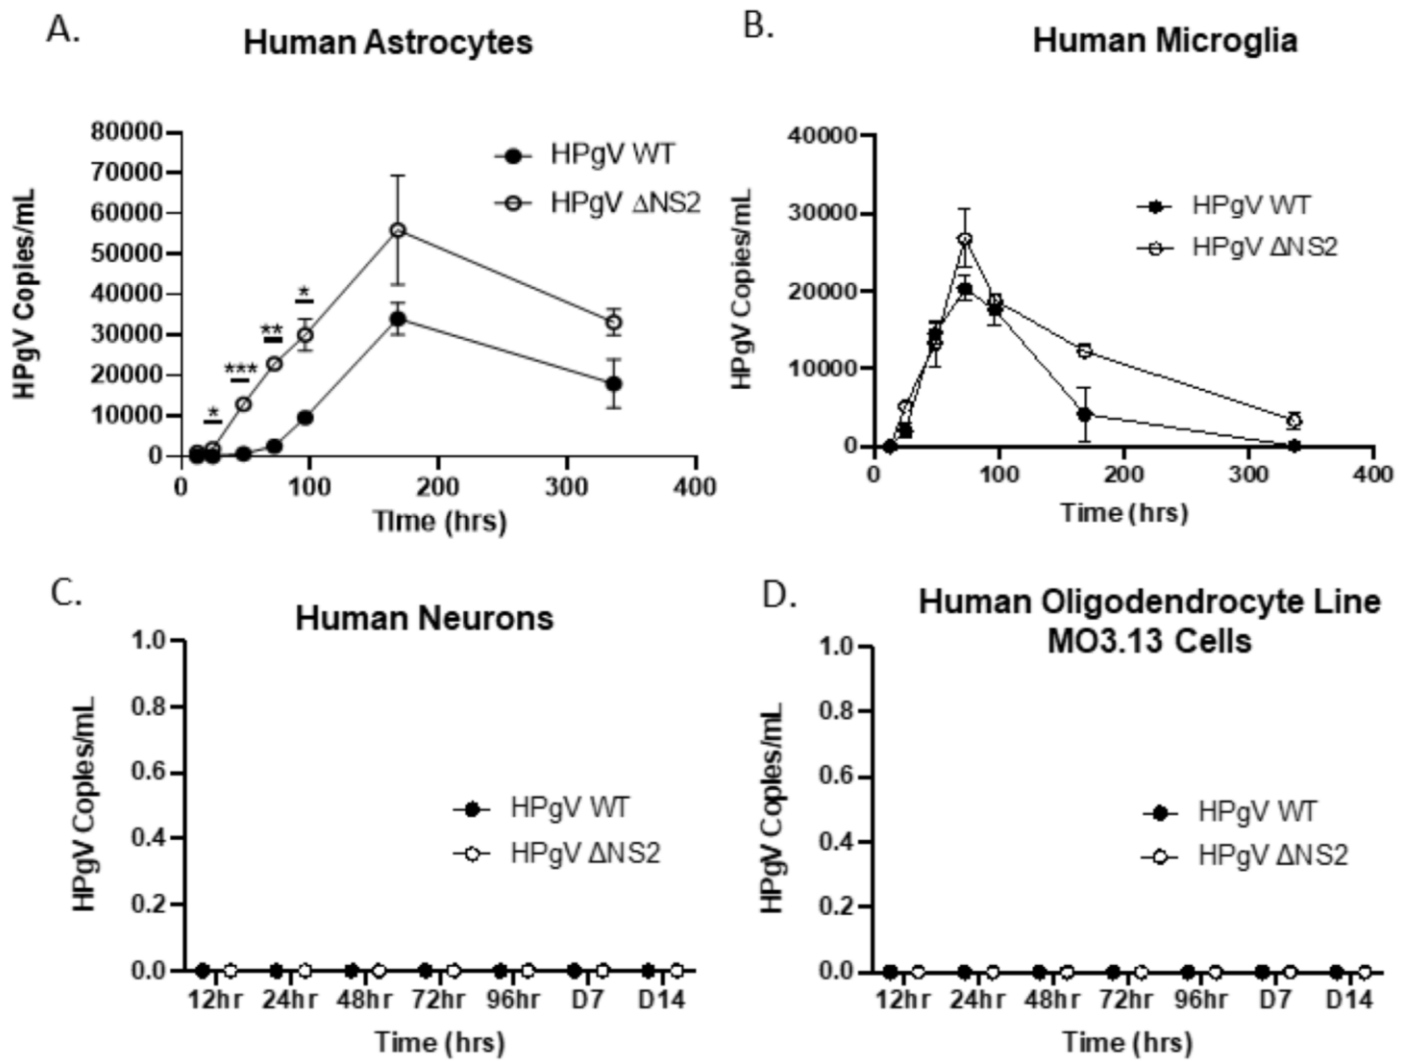 A.
Human Astrocytes
HPgV Copies/mL
80000
70000
60000
50000
40000
30000
20000
10000
0
HPgV WT
HPgV ΔNS2
*
***
**
*
0
100
200
300
400
TIme (hrs)
B.
Human Microglia
HPgV Copies/mL
40000
30000
20000
10000
0
HPgV WT
HPgV ΔNS2
0
100
200
300
400
Time (hrs)
C.
Human Neurons
HPgV Copies/mL
1.0
0.8
0.6
0.4
0.2
0.0
HPgV WT
HPgV ΔNS2
12hr
24hr
48hr
72hr
96hr
D7
D14
Time (hrs)
D.
Human Oligodendrocyte Line
MO3.13 Cells
HPgV Copies/mL
1.0
0.8
0.6
0.4
0.2
0.0
HPgV WT
HPgV ΔNS2
12hr
24hr
48hr
72hr
96hr
D7
D14
Time (hrs)